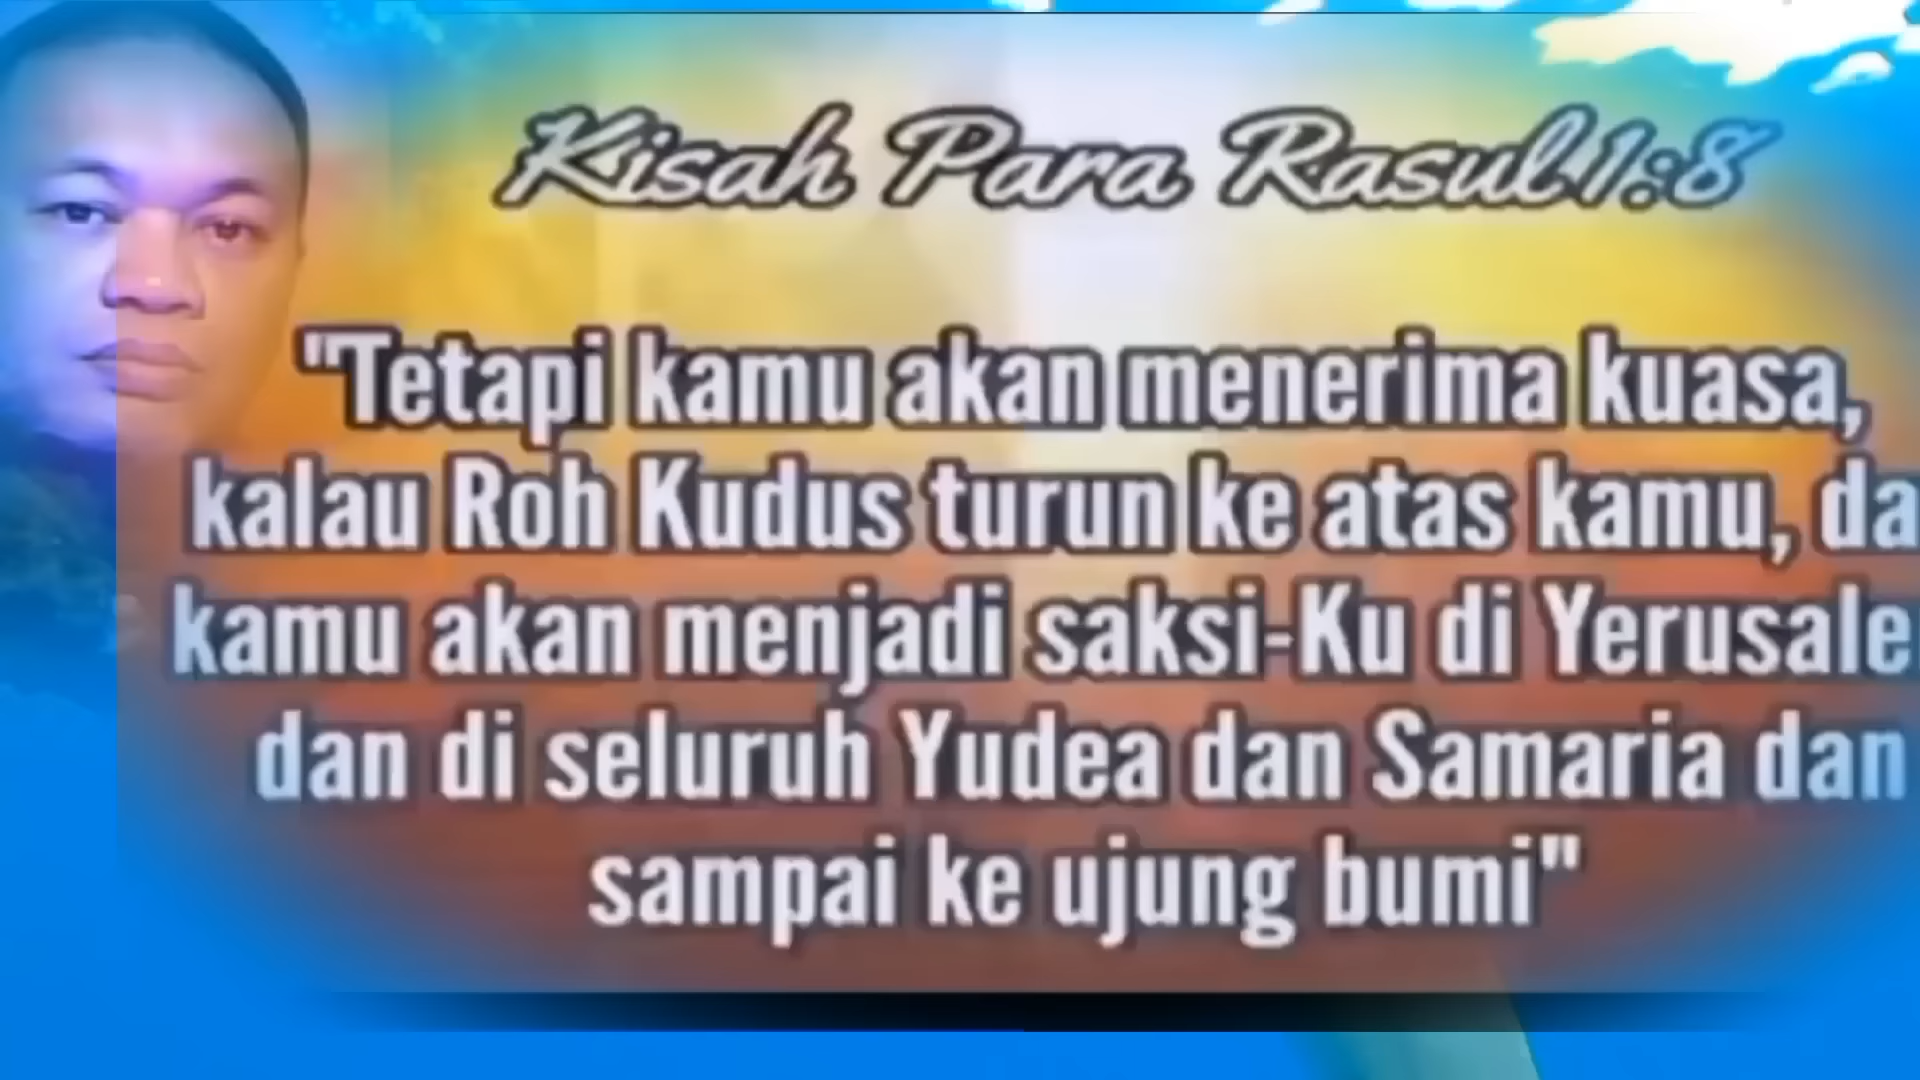 Kisah Para Rasul 1:8
"Tetapi kamu akan menerima kuasa,
kalau Roh Kudus turun ke atas kamu, da
kamu akan menjadi saksi-Ku di Yerusale
dan di seluruh Yudea dan Samaria dan
sampai ke ujung bumi"